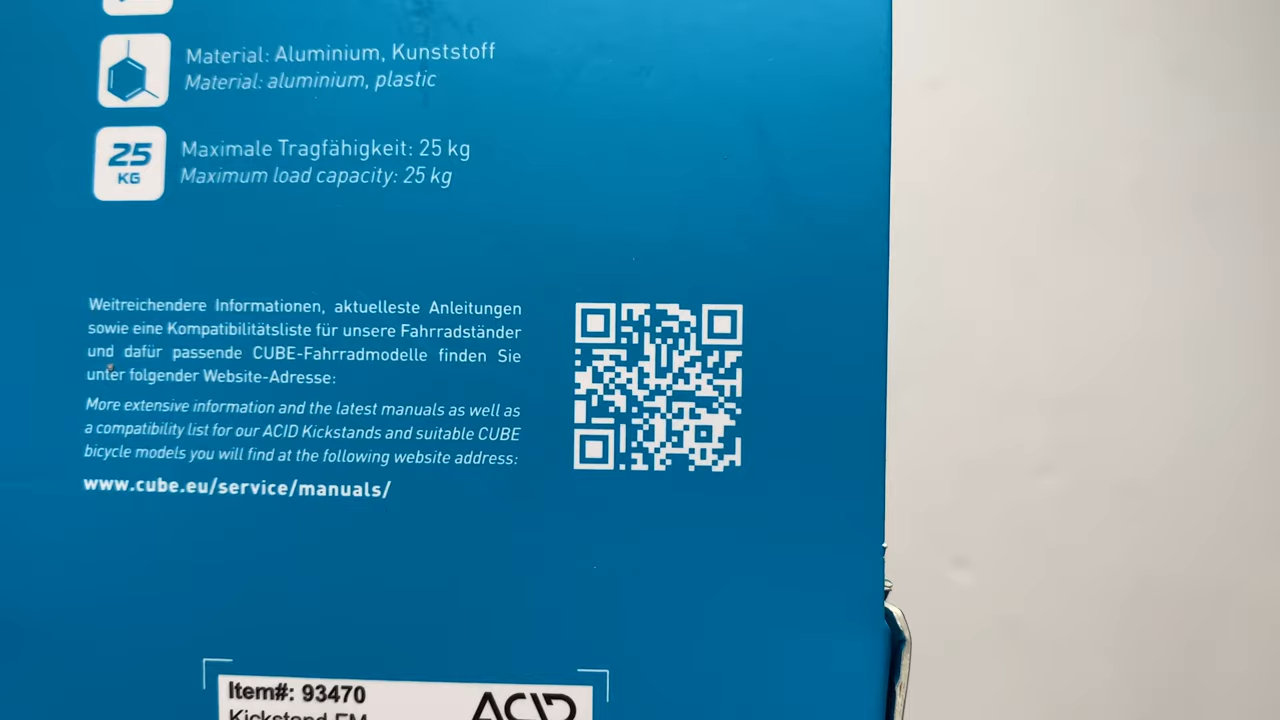 Material: Aluminium, Kunststoff
Material: aluminium, plastic
25
KG
Maximale Tragfähigkeit: 25 kg
Maximum load capacity: 25 kg
Weitreichendere Informationen, aktuelleste Anleitungen
sowie eine Kompatibilitätsliste für unsere Fahrradständer
und dafür passende CUBE-Fahrradmodelle finden Sie
unter folgender Website-Adresse:
More extensive information and the latest manuals as well as
a compatibility list for our ACID Kickstands and suitable CUBE
bicycle models you will find at the following website address:
www.cube.eu/service/manuals/
Item#: 93470
ACID
Kickstand FM